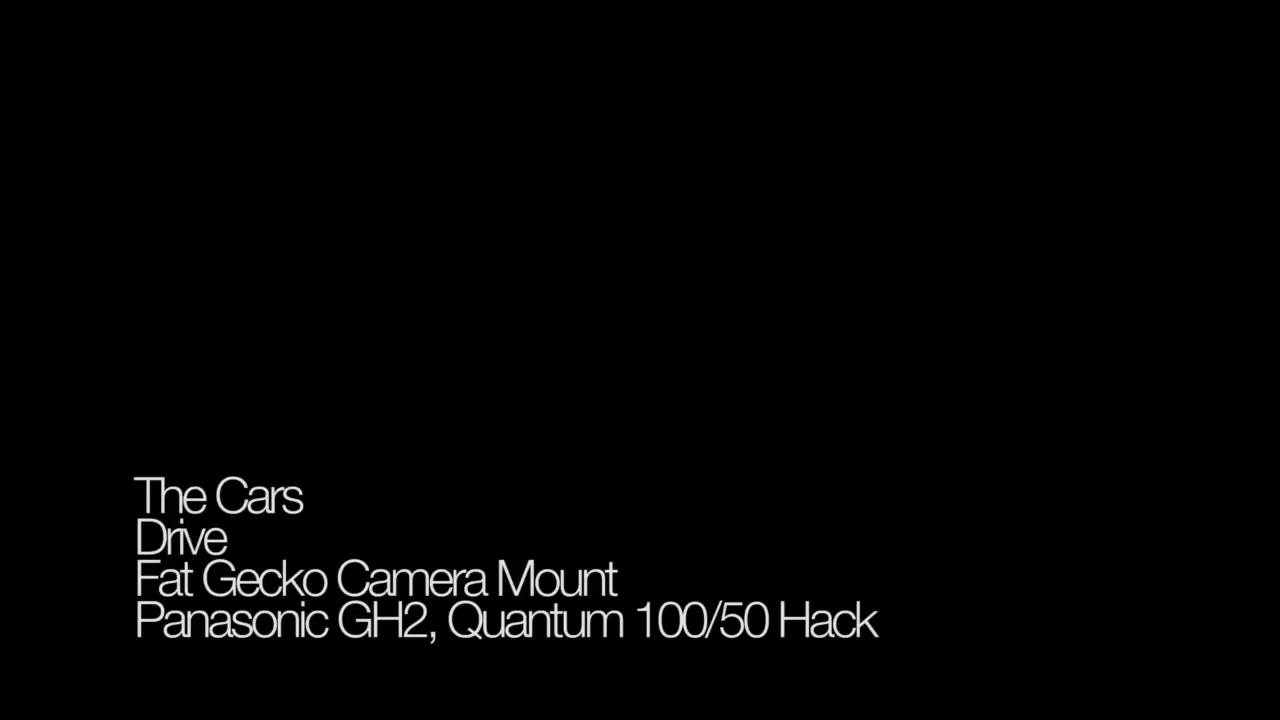 The Cars
Drive
Fat Gecko Camera Mount
Panasonic GH2, Quantum 100/50 Hack